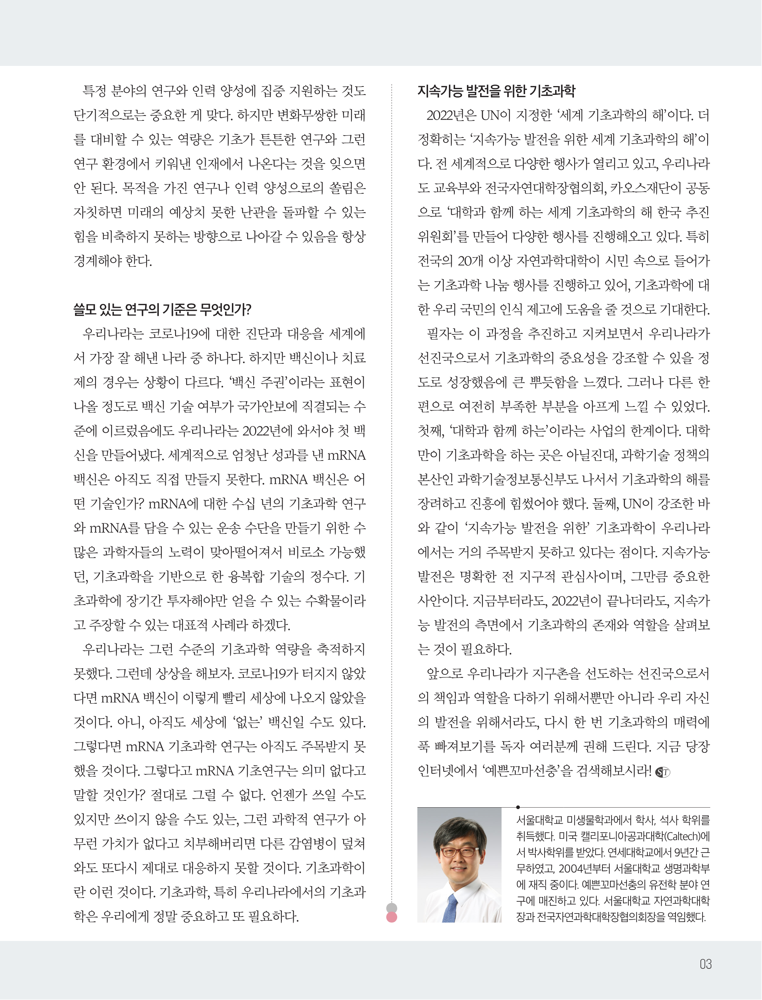 특정 분야의 연구와 인력 양성에 집중 지원하는 것도
단기적으로는 중요한 게 맞다. 하지만 변화무쌍한 미래
를 대비할 수 있는 역량은 기초가 튼튼한 연구와 그런
연구 환경에서 키워낸 인재에서 나온다는 것을 잊으면
안 된다. 목적을 가진 연구나 인력 양성으로의 쏠림은
자칫하면 미래의 예상치 못한 난관을 돌파할 수 있는
힘을 비축하지 못하는 방향으로 나아갈 수 있음을 항상
경계해야 한다.
쓸모 있는 연구의 기준은 무엇인가?
우리나라는 코로나19에 대한 진단과 대응을 세계에
서 가장 잘 해낸 나라 중 하나다. 하지만 백신이나 치료
제의 경우는 상황이 다르다. ‘백신 주권’이라는 표현이
나올 정도로 백신 기술 여부가 국가안보에 직결되는 수
준에 이르렀음에도 우리나라는 2022년에 와서야 첫 백
신을 만들어냈다. 세계적으로 엄청난 성과를 낸 mRNA
백신은 아직도 직접 만들지 못한다. mRNA 백신은 어
떤 기술인가? mRNA에 대한 수십 년의 기초과학 연구
와 mRNA를 담을 수 있는 운송 수단을 만들기 위한 수
많은 과학자들의 노력이 맞아떨어져서 비로소 가능했
던, 기초과학을 기반으로 한 융복합 기술의 정수다. 기
초과학에 장기간 투자해야만 얻을 수 있는 수확물이라
고 주장할 수 있는 대표적 사례라 하겠다.
우리나라는 그런 수준의 기초과학 역량을 축적하지
못했다. 그런데 상상을 해보자. 코로나19가 터지지 않았
다면 mRNA 백신이 이렇게 빨리 세상에 나오지 않았을
것이다. 아니, 아직도 세상에 ‘없는’ 백신일 수도 있다.
그렇다면 mRNA 기초과학 연구는 아직도 주목받지 못
했을 것이다. 그렇다고 mRNA 기초연구는 의미 없다고
말할 것인가? 절대로 그럴 수 없다. 언젠가 쓰일 수도
있지만 쓰이지 않을 수도 있는, 그런 과학적 연구가 아
무런 가치가 없다고 치부해버리면 다른 감염병이 덮쳐
와도 또다시 제대로 대응하지 못할 것이다. 기초과학이
란 이런 것이다. 기초과학, 특히 우리나라에서의 기초과
학은 우리에게 정말 중요하고 또 필요하다.
지속가능 발전을 위한 기초과학
2022년은 UN이 지정한 ‘세계 기초과학의 해’이다. 더
정확히는 ‘지속가능 발전을 위한 세계 기초과학의 해’이
다. 전 세계적으로 다양한 행사가 열리고 있고, 우리나라
도 교육부와 전국자연대학장협의회, 카오스재단이 공동
으로 ‘대학과 함께 하는 세계 기초과학의 해 한국 추진
위원회’를 만들어 다양한 행사를 진행해오고 있다. 특히
전국의 20개 이상 자연과학대학이 시민 속으로 들어가
는 기초과학 나눔 행사를 진행하고 있어, 기초과학에 대
한 우리 국민의 인식 제고에 도움을 줄 것으로 기대한다.
필자는 이 과정을 추진하고 지켜보면서 우리나라가
선진국으로서 기초과학의 중요성을 강조할 수 있을 정
도로 성장했음에 큰 뿌듯함을 느꼈다. 그러나 다른 한
편으로 여전히 부족한 부분을 아프게 느낄 수 있었다.
첫째, ‘대학과 함께 하는’이라는 사업의 한계이다. 대학
만이 기초과학을 하는 곳은 아닐진대, 과학기술 정책의
본산인 과학기술정보통신부도 나서서 기초과학의 해를
장려하고 진흥에 힘썼어야 했다. 둘째, UN이 강조한 바
와 같이 ‘지속가능 발전을 위한’ 기초과학이 우리나라
에서는 거의 주목받지 못하고 있다는 점이다. 지속가능
발전은 명확한 전 지구적 관심사이며, 그만큼 중요한
사안이다. 지금부터라도, 2022년이 끝나더라도, 지속가
능 발전의 측면에서 기초과학의 존재와 역할을 살펴보
는 것이 필요하다.
앞으로 우리나라가 지구촌을 선도하는 선진국으로서
의 책임과 역할을 다하기 위해서뿐만 아니라 우리 자신
의 발전을 위해서라도, 다시 한 번 기초과학의 매력에
푹 빠져보기를 독자 여러분께 권해 드린다. 지금 당장
인터넷에서 ‘예쁜꼬마선충’을 검색해보시라! ST
서울대학교 미생물학과에서 학사, 석사 학위를
취득했다. 미국 캘리포니아공과대학(Caltech)에
서 박사학위를 받았다. 연세대학교에서 9년간 근
무하였고, 2004년부터 서울대학교 생명과학부
에 재직 중이다. 예쁜꼬마선충의 유전학 분야 연
구에 매진하고 있다. 서울대학교 자연과학대학
장과 전국자연과학대학장협의회장을 역임했다.
03